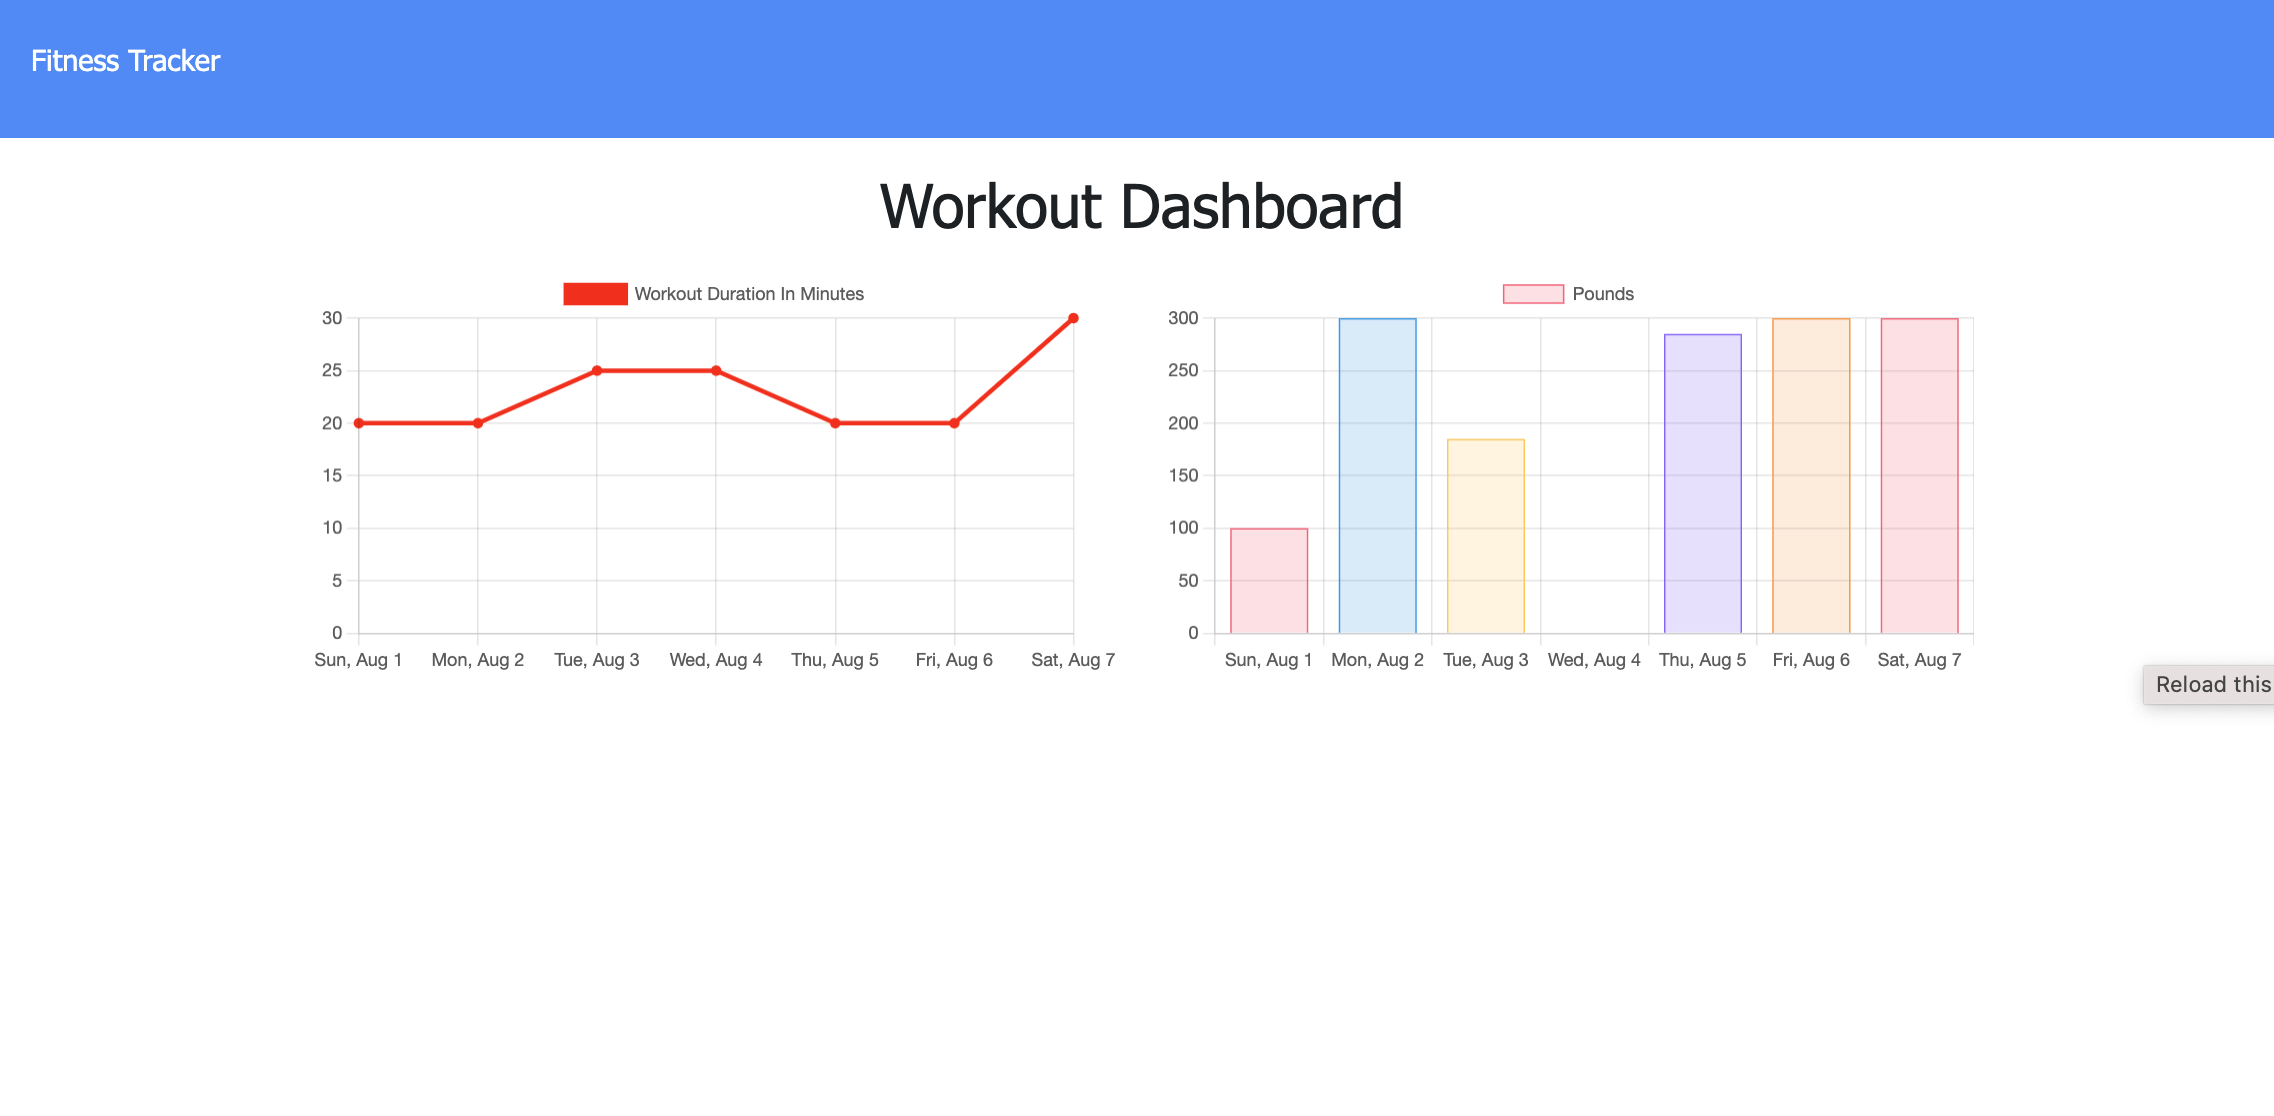 Fitness Tracker
Workout Dashboard
Workout Duration In Minutes
30
25
20
15
10
5
0
Sun, Aug 1 Mon, Aug 2 Tue, Aug 3 Wed, Aug 4 Thu, Aug 5 Fri, Aug 6 Sat, Aug 7
Pounds
300
250
200
150
100
50
0
Sun, Aug 1 Mon, Aug 2 Tue, Aug 3 Wed, Aug 4 Thu, Aug 5 Fri, Aug 6 Sat, Aug 7
Reload this